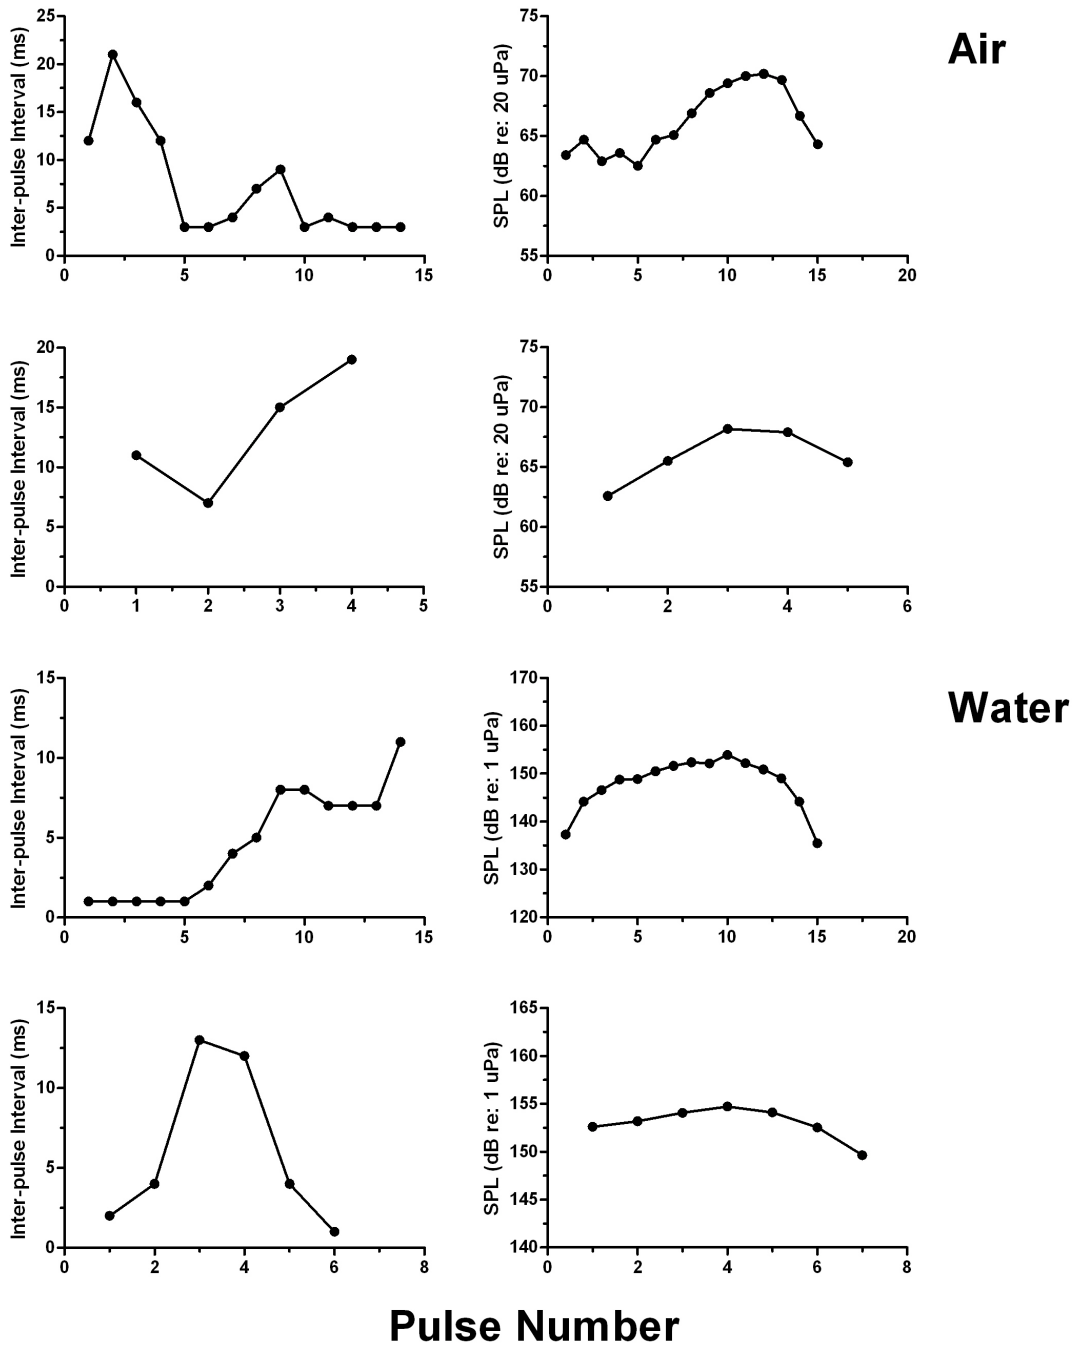 Air
Inter-pulse Interval (ms)
25
20
15
10
5
0
0 5 10 15
SPL (dB re: 20 uPa)
75
70
65
60
55
0 5 10 15 20
Inter-pulse Interval (ms)
20
15
10
5
0
0 1 2 3 4 5
SPL (dB re: 20 uPa)
75
70
65
60
55
0 2 4 6
Water
Inter-pulse Interval (ms)
15
10
5
0
0 5 10 15
SPL (dB re: 1 uPa)
170
160
150
140
130
120
0 5 10 15 20
Inter-pulse Interval (ms)
15
10
5
0
0 2 4 6 8
SPL (dB re: 1 uPa)
165
160
155
150
145
140
0 2 4 6 8
Pulse Number